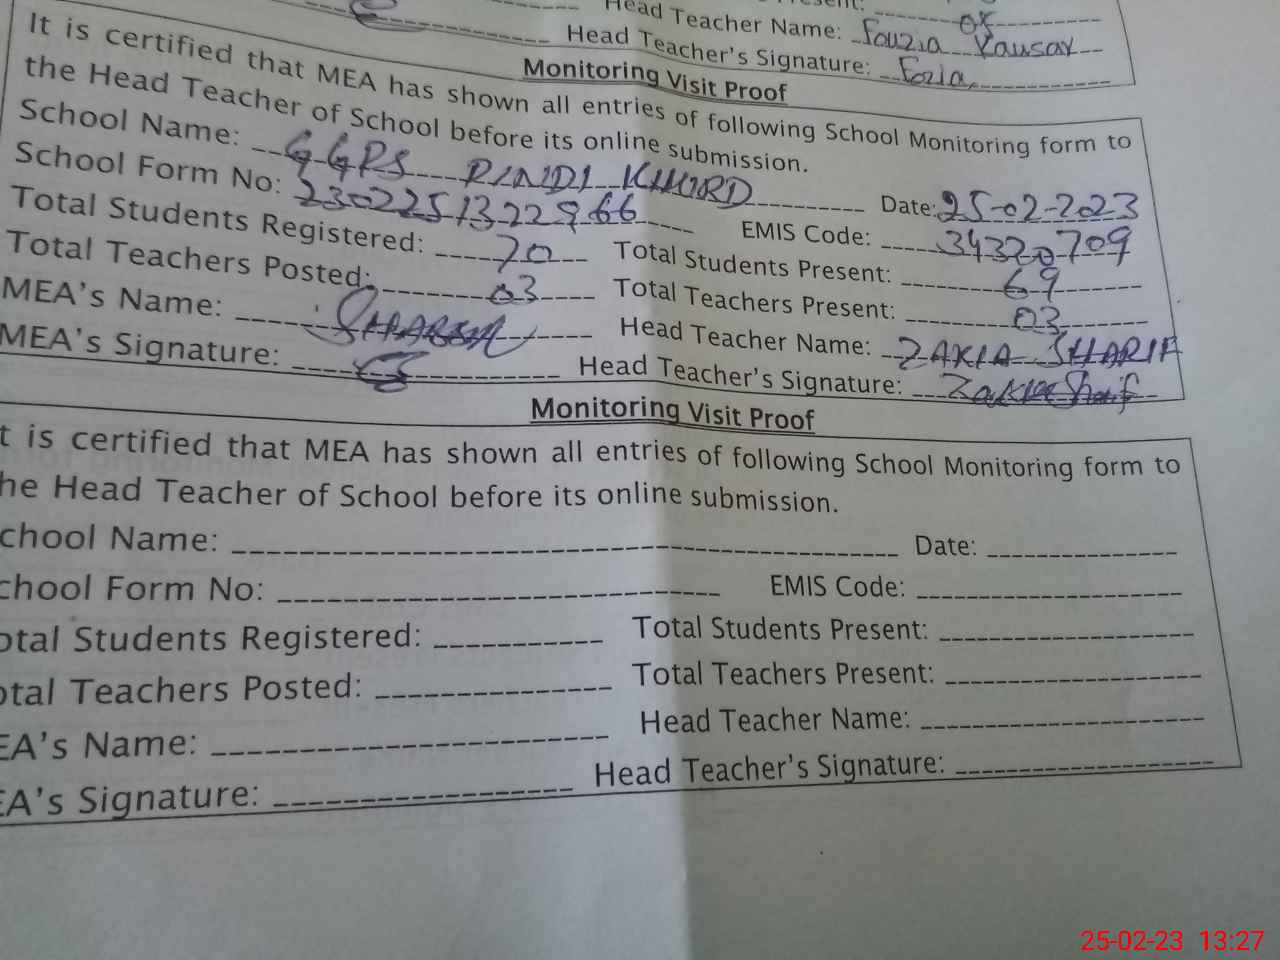 Head Teacher Name: Fouzia Kausar
Head Teacher's Signature: Fozia
Monitoring Visit Proof
It is certified that MEA has shown all entries of following School Monitoring form to
the Head Teacher of School before its online submission.
School Name: GGPS PINDI KHURD Date: 25-02-2023
School Form No: 2302251322966 EMIS Code: 34320709
Total Students Registered: 70 Total Students Present: 69
Total Teachers Posted: 03 Total Teachers Present: 03
MEA's Name: Head Teacher Name: ZAKIA SHARIF
MEA's Signature: Head Teacher's Signature: Zakia Sharif
Monitoring Visit Proof
t is certified that MEA has shown all entries of following School Monitoring form to
he Head Teacher of School before its online submission.
chool Name: Date:
chool Form No: EMIS Code:
otal Students Registered: Total Students Present:
otal Teachers Posted: Total Teachers Present:
EA's Name: Head Teacher Name:
EA's Signature: Head Teacher's Signature:
25-02-23 13:27